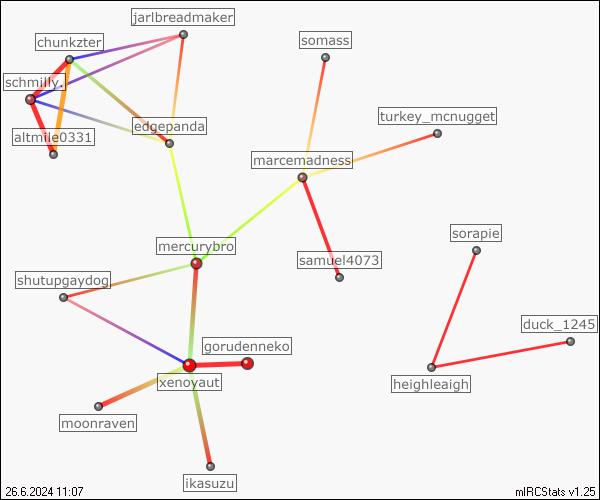 jarlbreadmaker
chunkzter
somass
schmilly_
turkey_mcnugget
altmile0331
edgepanda
marcemadness
sorapie
mercurybro
samuel4073
shutupgaydog
duck_1245
gorudenneko
xenoyaut
heighleaigh
moonraven
ikasuzu
26.6.2024 11:07
mIRCStats v1.25